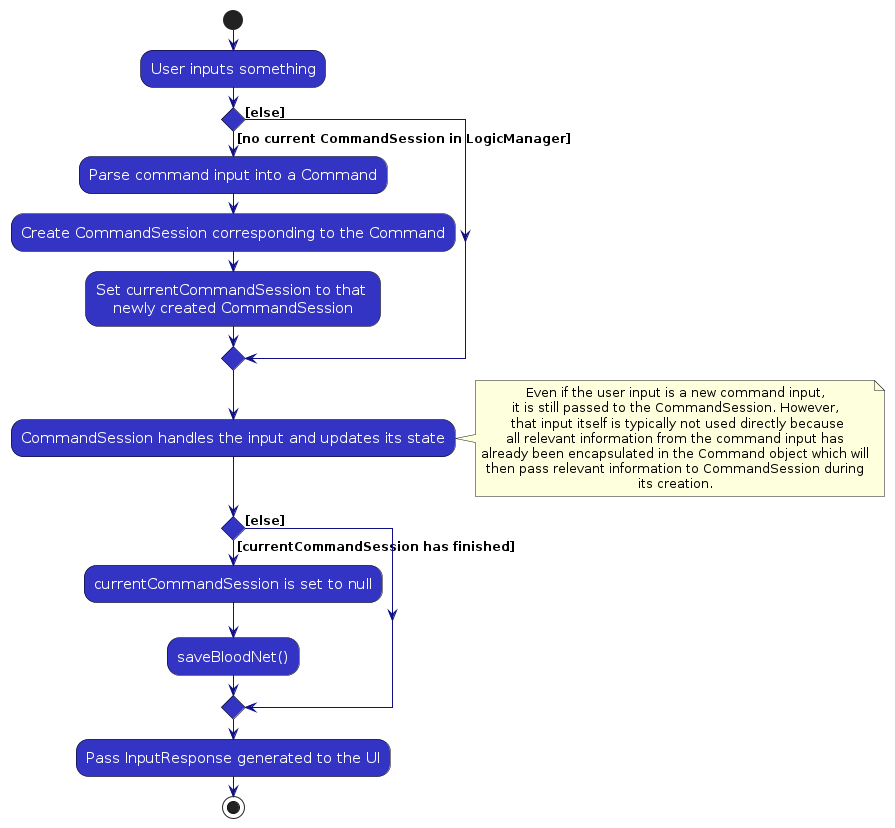 User inputs something
[else]
[no current CommandSession in LogicManager]
Parse command input into a Command
Create CommandSession corresponding to the Command
Set currentCommandSession to that
newly created CommandSession
CommandSession handles the input and updates its state
Even if the user input is a new command input,
it is still passed to the CommandSession. However,
that input itself is typically not used directly because
all relevant information from the command input has
already been encapsulated in the Command object which will
then pass relevant information to CommandSession during
its creation.
[else]
[currentCommandSession has finished]
currentCommandSession is set to null
saveBloodNet()
Pass InputResponse generated to the UI